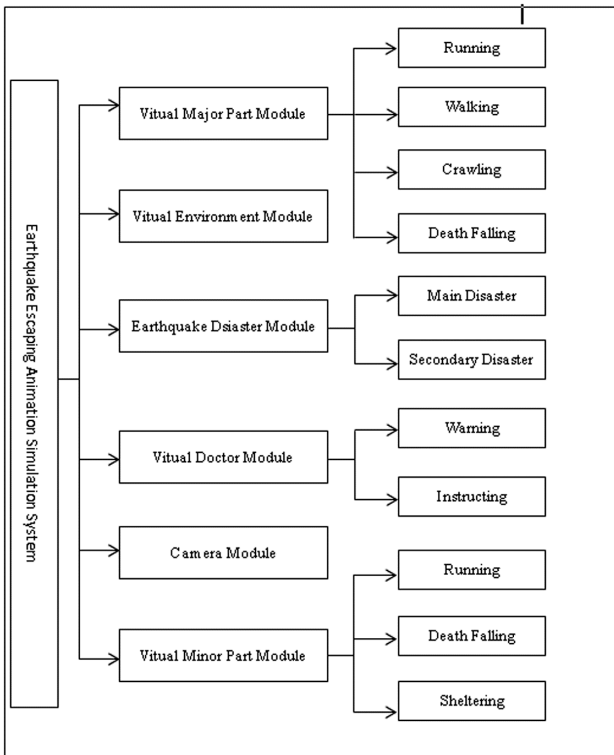 Earthquake Escaping Animation Simulation System
Vitual Major Part Module
Running
Walking
Crawling
Death Falling
Vitual Environment Module
Earthquake Dsiaster Module
Main Disaster
Secondary Disaster
Vitual Doctor Module
Warning
Instructing
Camera Module
Vitual Minor Part Module
Running
Death Falling
Sheltering